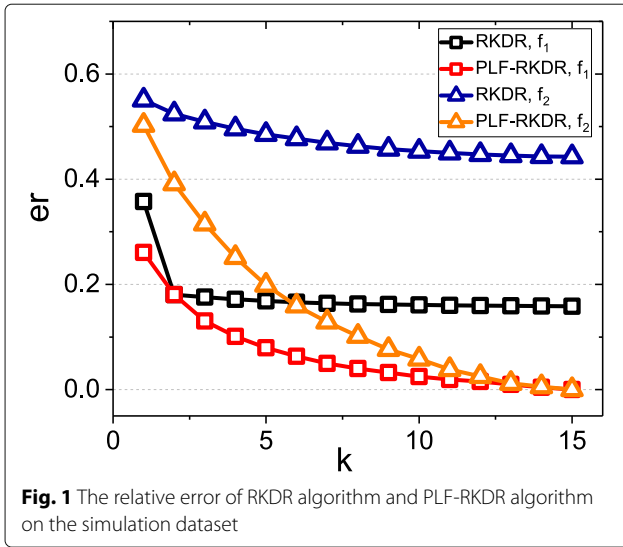 RKDR, f₁
PLF-RKDR, f₁
RKDR, f₂
PLF-RKDR, f₂
0.6
0.4
0.2
0.0
er
0 5 10 15
k
Fig. 1 The relative error of RKDR algorithm and PLF-RKDR algorithm
on the simulation dataset